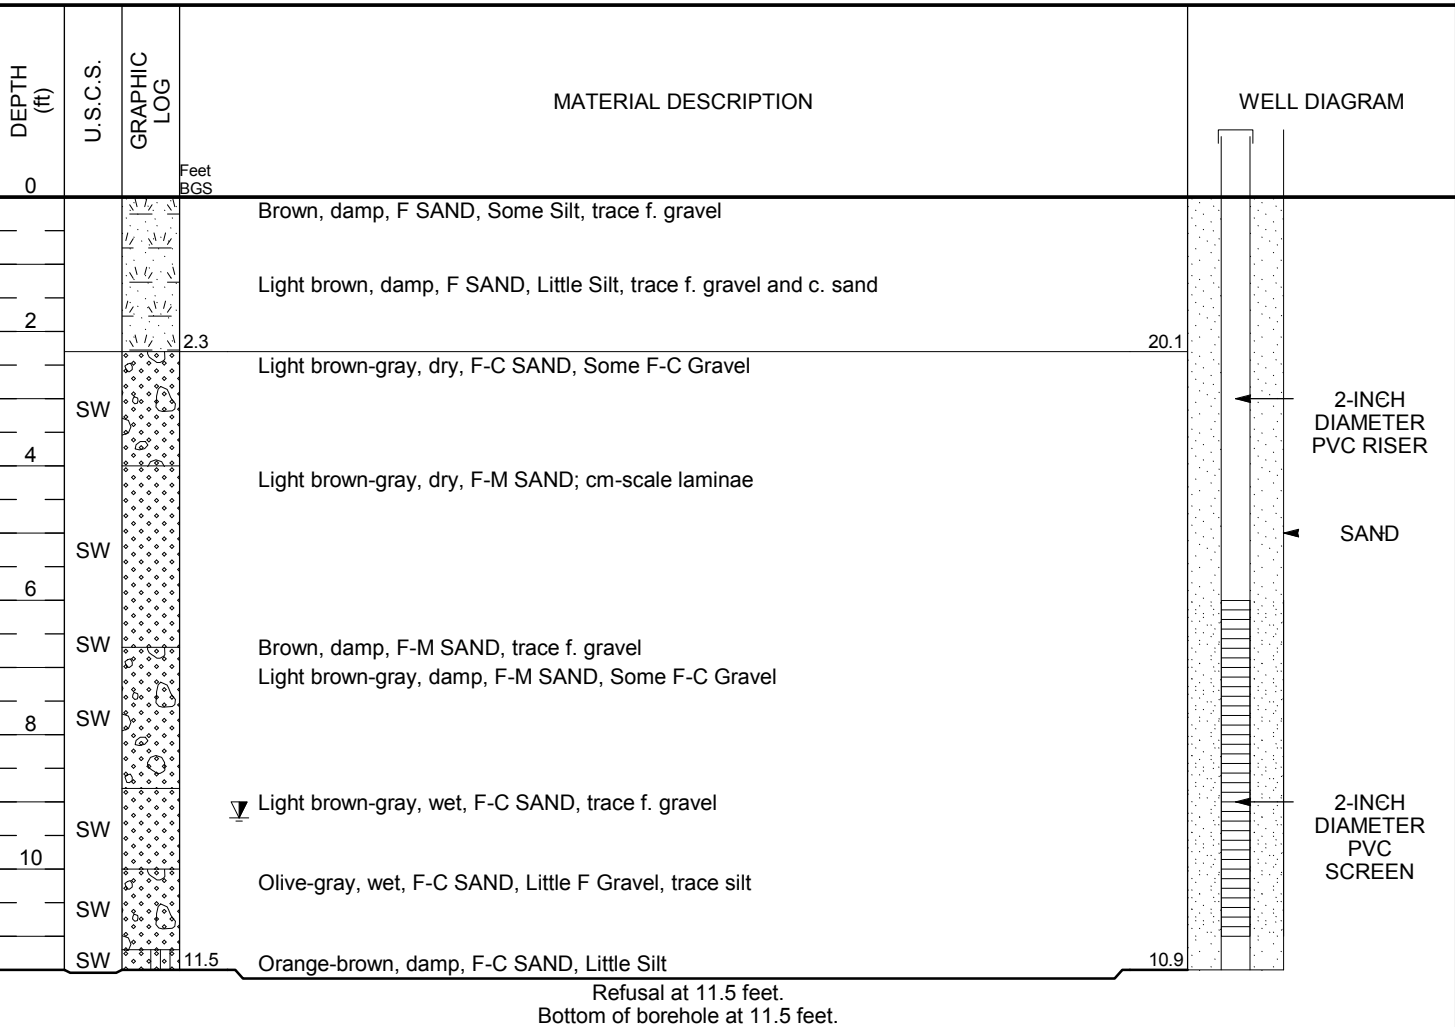 DEPTH
(ft)
U.S.C.S.
GRAPHIC
LOG
MATERIAL DESCRIPTION
WELL DIAGRAM
Feet
BGS
0
Brown, damp, F SAND, Some Silt, trace f. gravel
Light brown, damp, F SAND, Little Silt, trace f. gravel and c. sand
2
2.3
20.1
Light brown-gray, dry, F-C SAND, Some F-C Gravel
SW
2-INCH
DIAMETER
PVC RISER
4
Light brown-gray, dry, F-M SAND; cm-scale laminae
SAND
SW
6
SW
Brown, damp, F-M SAND, trace f. gravel
Light brown-gray, damp, F-M SAND, Some F-C Gravel
SW
8
Light brown-gray, wet, F-C SAND, trace f. gravel
2-INCH
DIAMETER
PVC
SCREEN
SW
10
Olive-gray, wet, F-C SAND, Little F Gravel, trace silt
SW
SW
11.5
Orange-brown, damp, F-C SAND, Little Silt
10.9
Refusal at 11.5 feet.
Bottom of borehole at 11.5 feet.